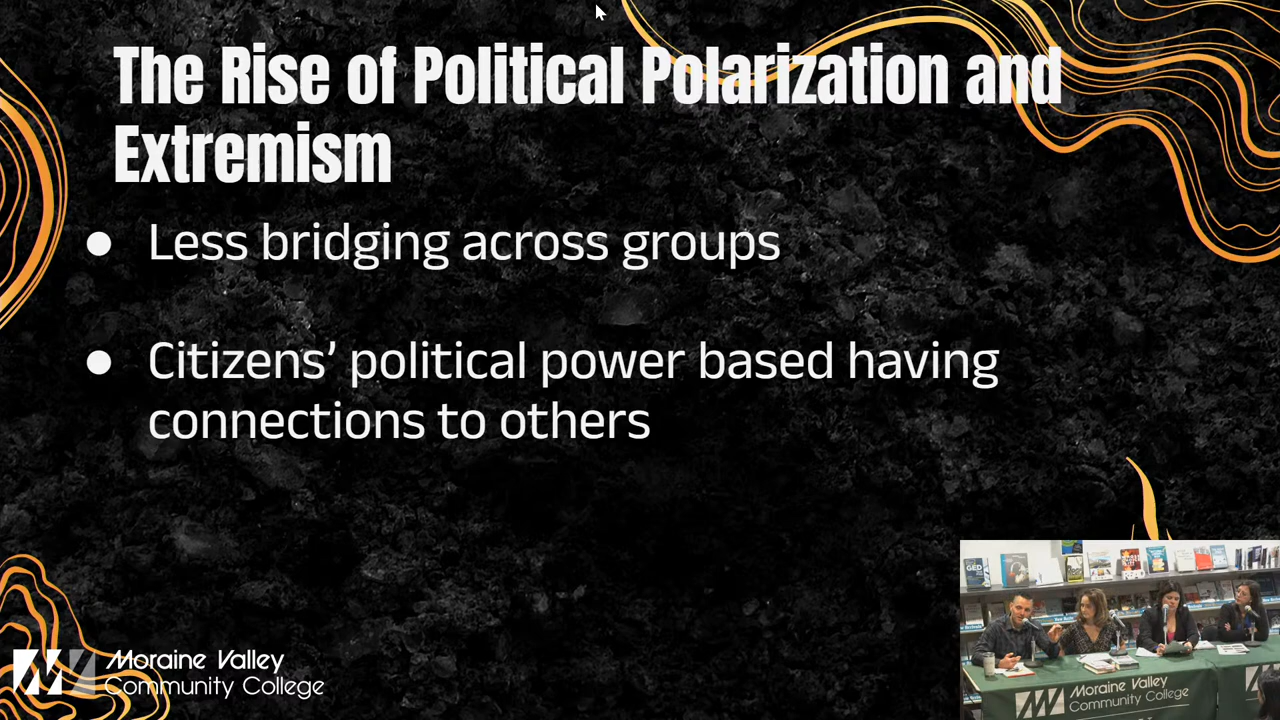 The Rise of Political Polarization and
Extremism
● Less bridging across groups
● Citizens’ political power based having
connections to others
Moraine Valley
Community College
GED
Moraine Valley
Community College